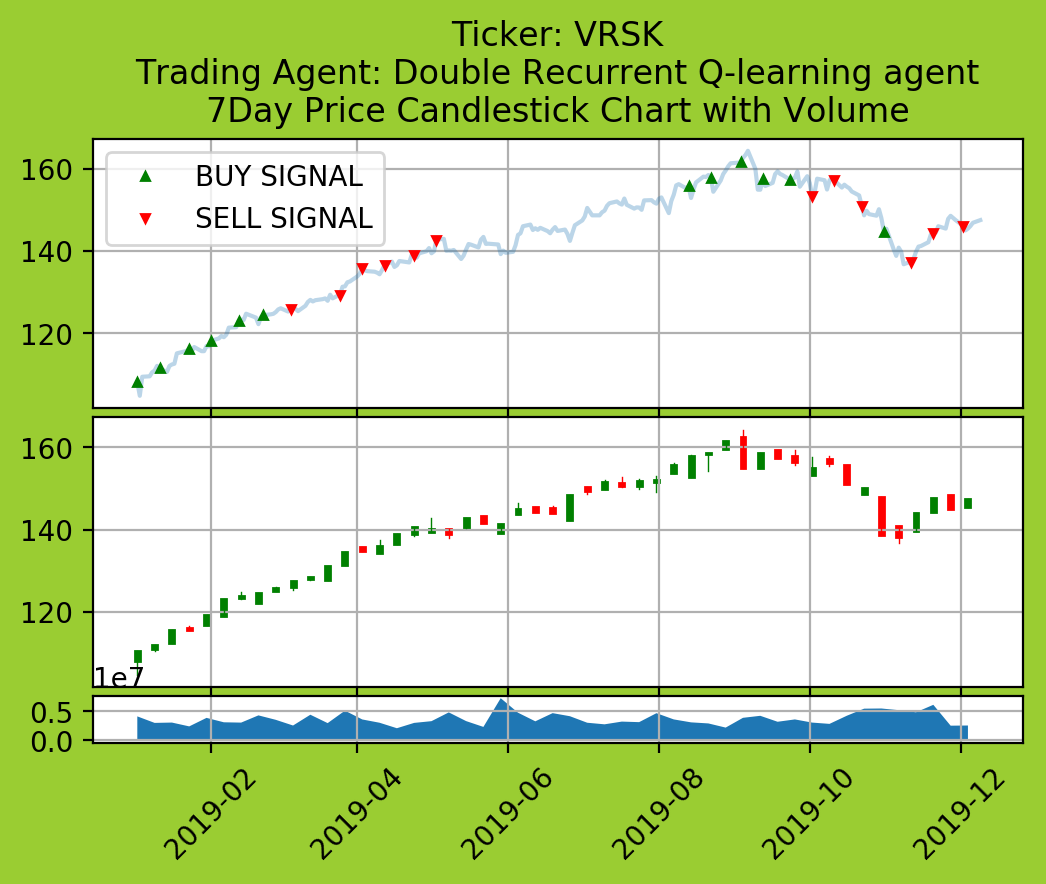 Ticker: VRSK
Trading Agent: Double Recurrent Q-learning agent
7Day Price Candlestick Chart with Volume
160
140
120
BUY SIGNAL
SELL SIGNAL
160
140
120
1e7
0.5
0.0
2019-02
2019-04
2019-06
2019-08
2019-10
2019-12